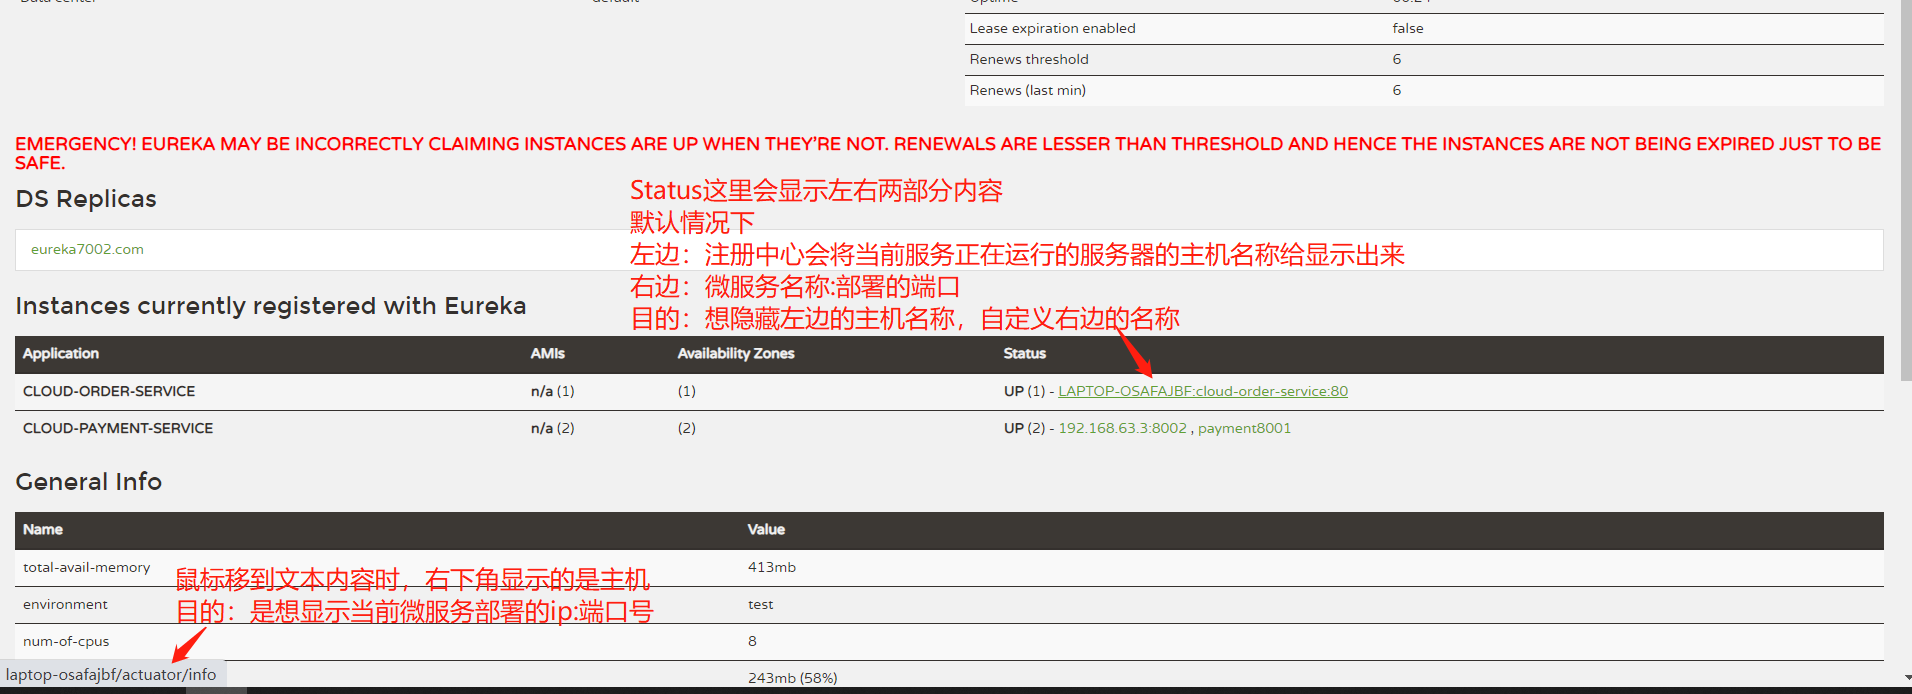 Lease expiration enabled false
Renews threshold 6
Renews (last min) 6
EMERGENCY! EUREKA MAY BE INCORRECTLY CLAIMING INSTANCES ARE UP WHEN THEY'RE NOT. RENEWALS ARE LESSER THAN THRESHOLD AND HENCE THE INSTANCES ARE NOT BEING EXPIRED JUST TO BE
SAFE.
DS Replicas
eureka7002.com
Status这里会显示左右两部分内容
默认情况下
左边：注册中心会将当前服务正在运行的服务器的主机名称给显示出来
右边：微服务名称:部署的端口
目的：想隐藏左边的主机名称，自定义右边的名称
Instances currently registered with Eureka
Application AMIs Availability Zones Status
CLOUD-ORDER-SERVICE n/a (1) (1) UP (1) - LAPTOP-OSAFAJBF:cloud-order-service:80
CLOUD-PAYMENT-SERVICE n/a (2) (2) UP (2) - 192.168.63.3:8002 , payment8001
General Info
Name Value
total-avail-memory 413mb
environment test
num-of-cpus 8
243mb (58%)
鼠标移到文本内容时，右下角显示的是主机
目的：是想显示当前微服务部署的ip:端口号
laptop-osafajbf/actuator/info